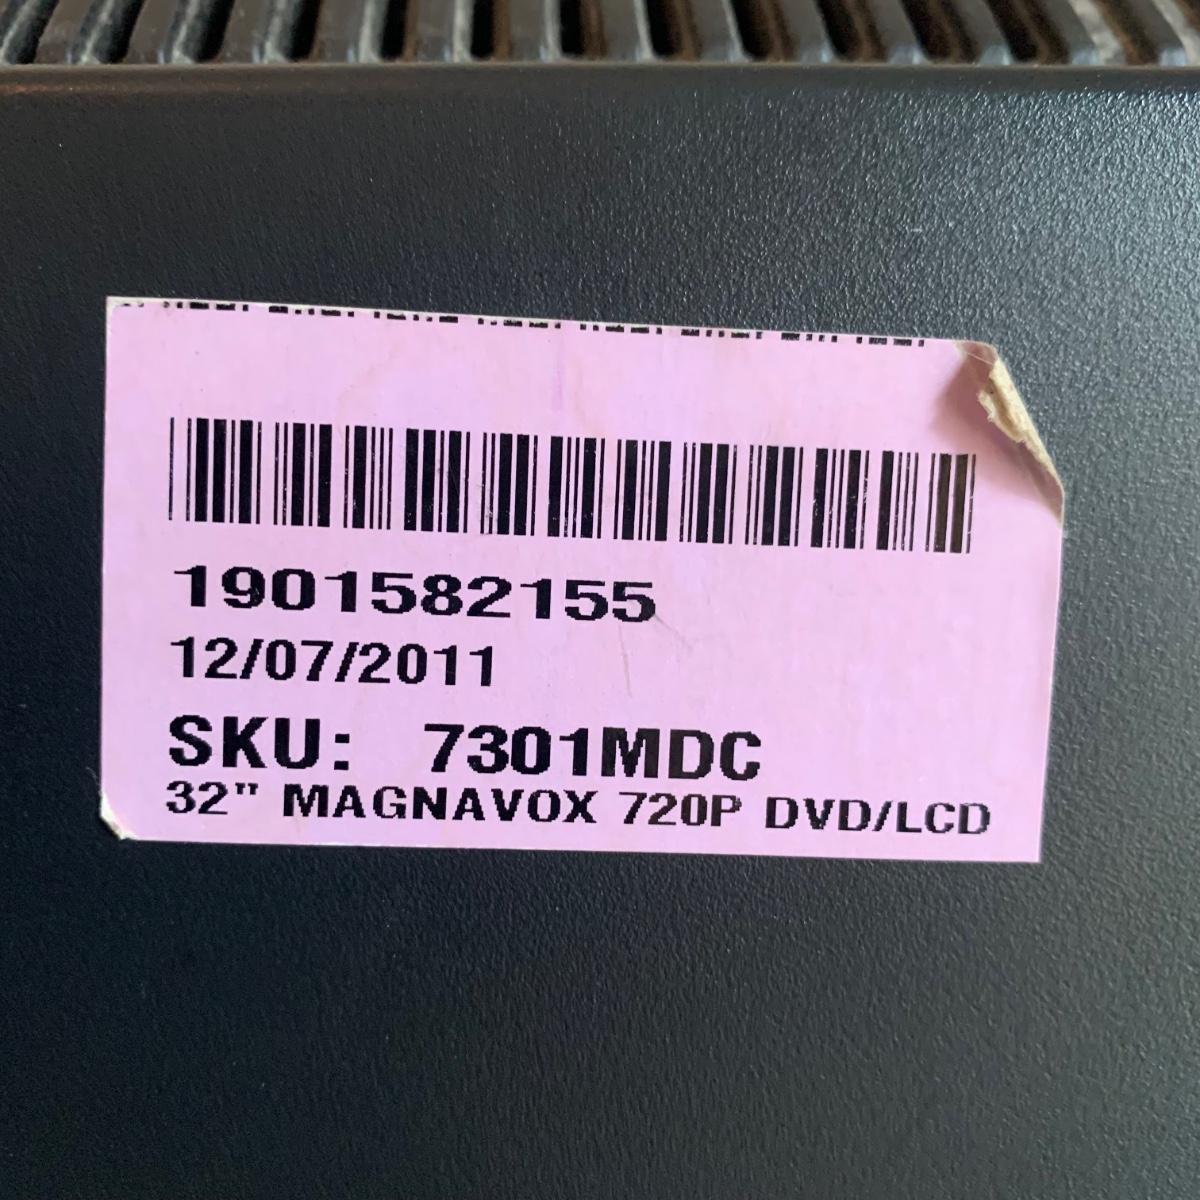 1901582155
12/07/2011
SKU: 7301MDC
32" MAGNAVOX 720P DVD/LCD